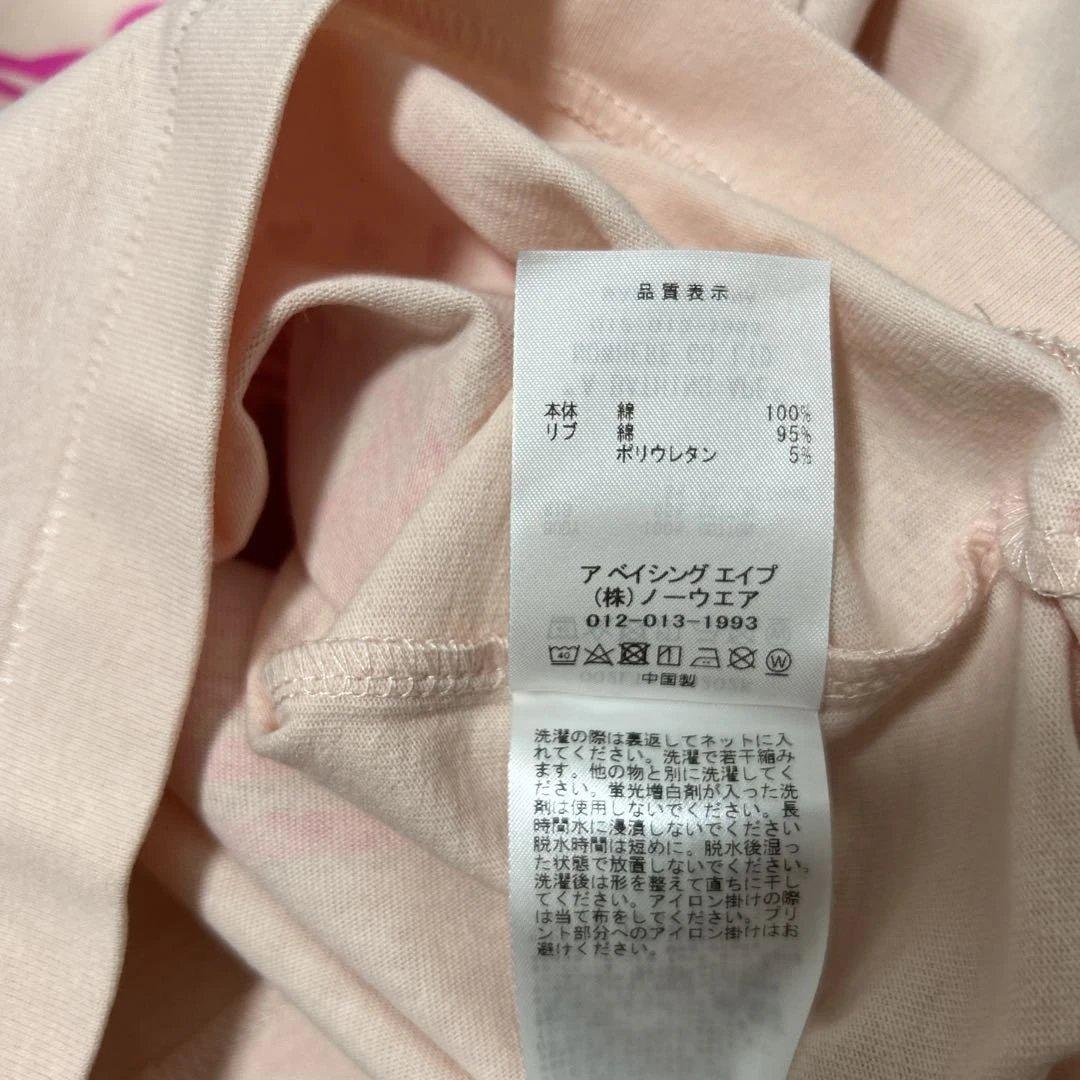 品質表示
本体 綿 100%
リブ 綿 95%
ポリウレタン 5%
ア ベイシング エイプ
(株)ノーウエア
012-013-1993
40
中国製
洗濯の際は裏返してネットに入
れてください。洗濯で若干縮み
ます。他の物と別に洗濯してく
ださい。蛍光増白剤が入った洗
剤は使用しないでください。長
時間水に浸漬しないでください
脱水時間は短めに。脱水後湿っ
た状態で放置しないでください。
洗濯後は形を整えて直ちに干し
てください。アイロン掛けの際
は当て布をしてください。プリ
ント部分へのアイロン掛けはお
避けください。